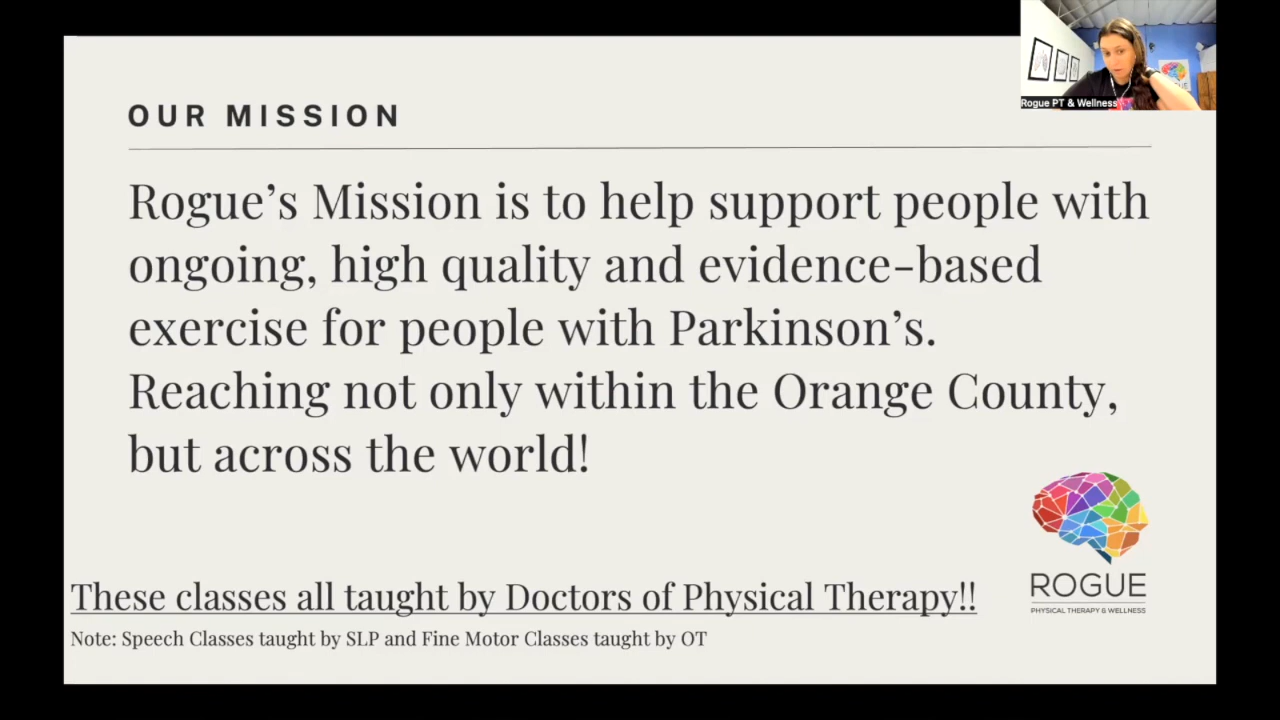 Rogue PT & Wellness
OUR MISSION
Rogue’s Mission is to help support people with
ongoing, high quality and evidence-based
exercise for people with Parkinson’s.
Reaching not only within the Orange County,
but across the world!
ROGUE
PHYSICAL THERAPY & WELLNESS
These classes all taught by Doctors of Physical Therapy!!
Note: Speech Classes taught by SLP and Fine Motor Classes taught by OT